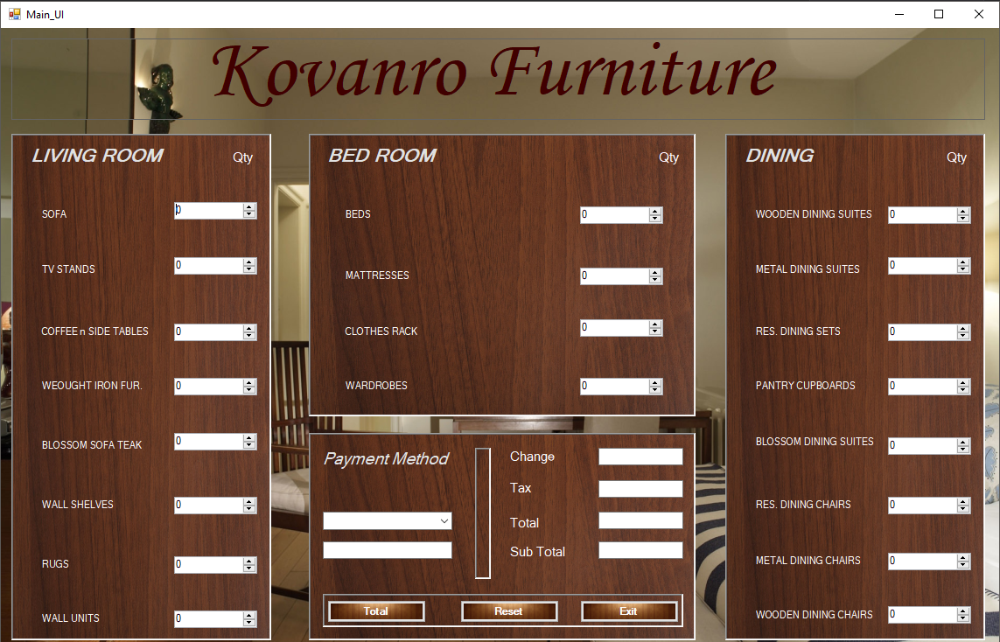 Main_UI
Kovanro Furniture
LIVING ROOM Qty
SOFA 0
TV STANDS 0
COFFEE n SIDE TABLES 0
WEOUGHT IRON FUR. 0
BLOSSOM SOFA TEAK 0
WALL SHELVES 0
RUGS 0
WALL UNITS 0
BED ROOM Qty
BEDS 0
MATTRESSES 0
CLOTHES RACK 0
WARDROBES 0
Payment Method
Change
Tax
Total
Sub Total
Total Reset Exit
DINING Qty
WOODEN DINING SUITES 0
METAL DINING SUITES 0
RES. DINING SETS 0
PANTRY CUPBOARDS 0
BLOSSOM DINING SUITES 0
RES. DINING CHAIRS 0
METAL DINING CHAIRS 0
WOODEN DINING CHAIRS 0